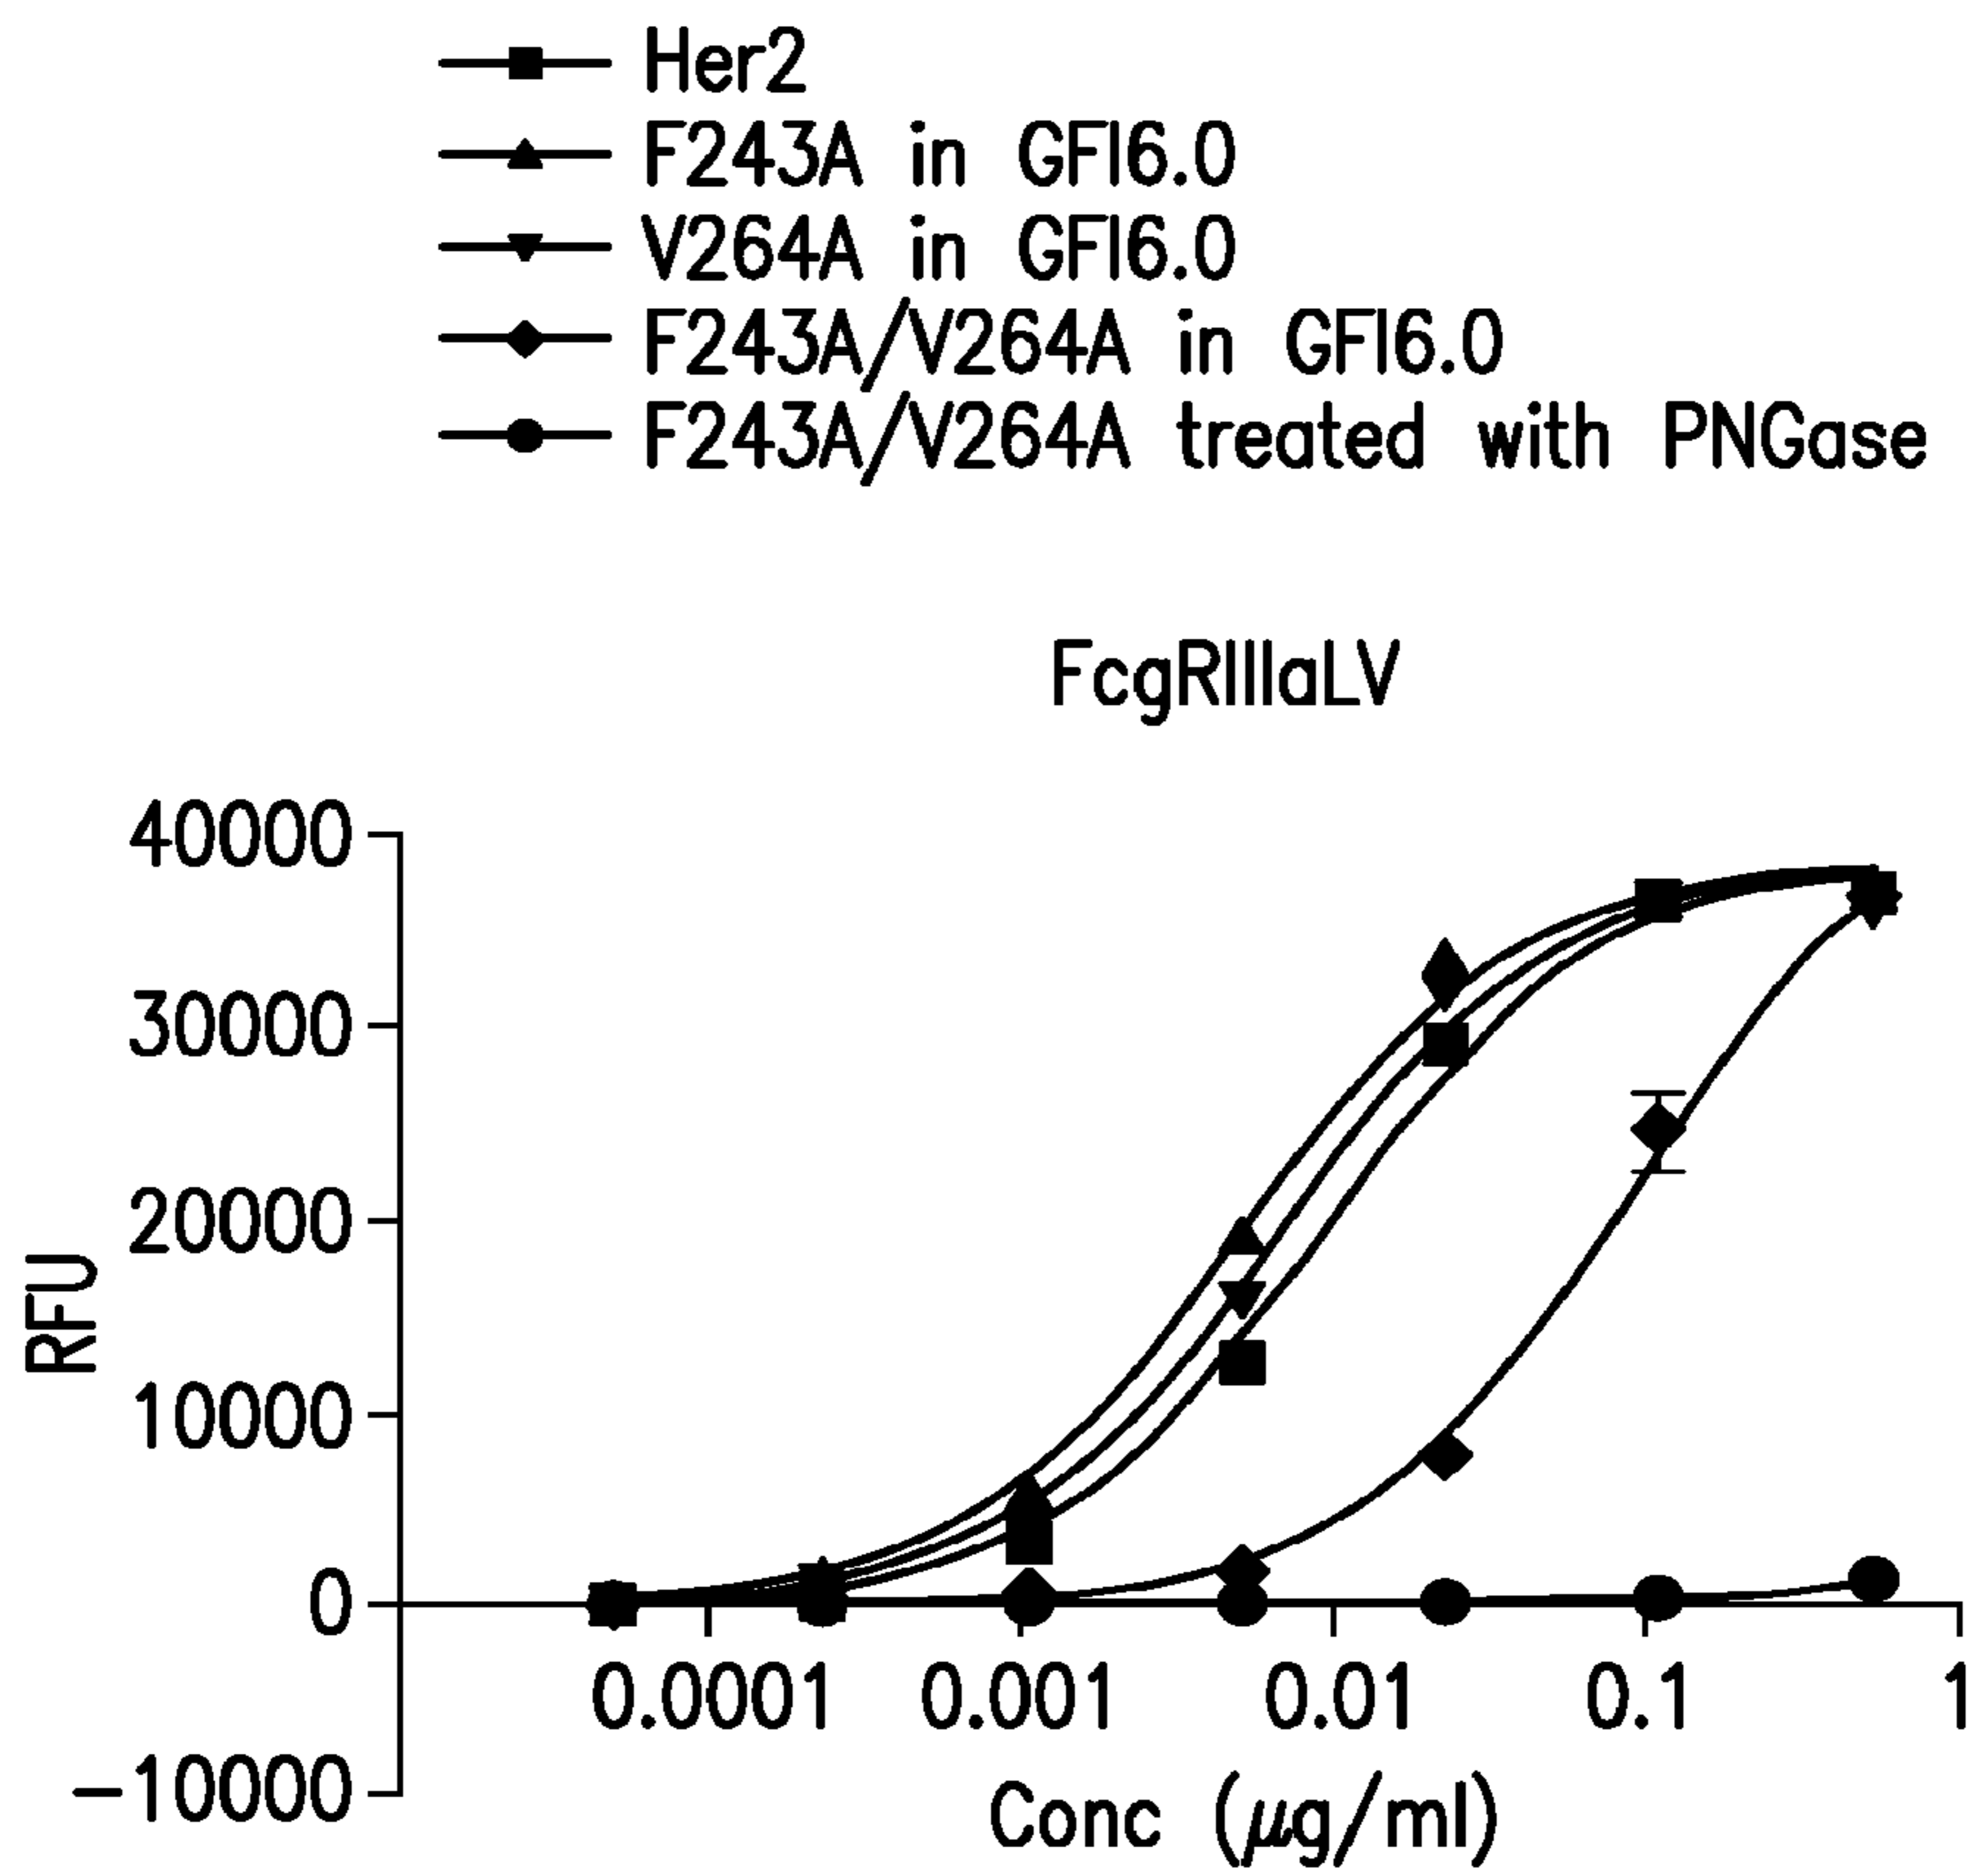 Her2
F243A in GFI6.0
V264A in GFI6.0
F243A/V264A in GFI6.0
F243A/V264A treated with PNGase
FcgRIIIaLV
40000
30000
20000
10000
0
-10000
RFU
0.0001 0.001 0.01 0.1 1
Conc (μg/ml)